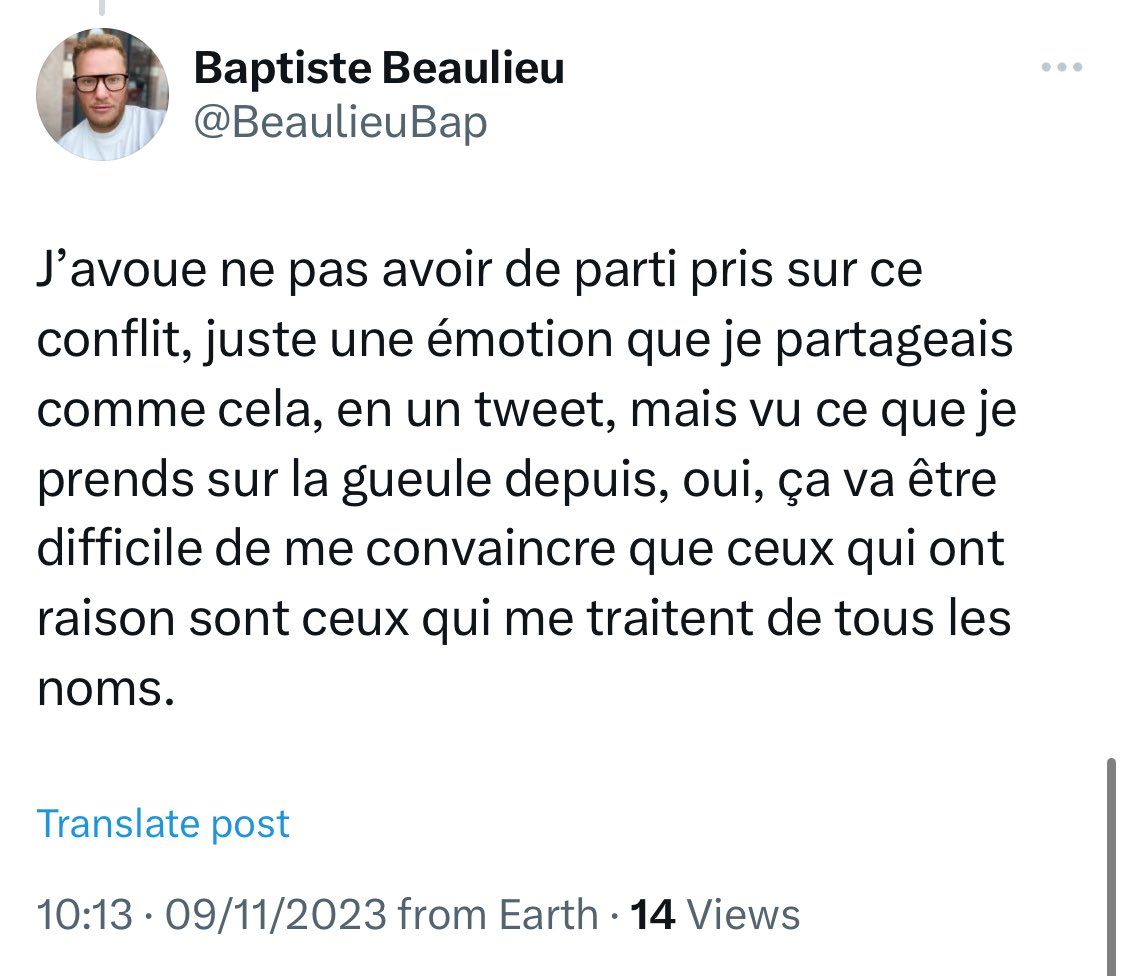 Baptiste Beaulieu
@BeaulieuBap
J’avoue ne pas avoir de parti pris sur ce
conflit, juste une émotion que je partageais
comme cela, en un tweet, mais vu ce que je
prends sur la gueule depuis, oui, ça va être
difficile de me convaincre que ceux qui ont
raison sont ceux qui me traitent de tous les
noms.
Translate post
10:13 · 09/11/2023 from Earth · 14 Views